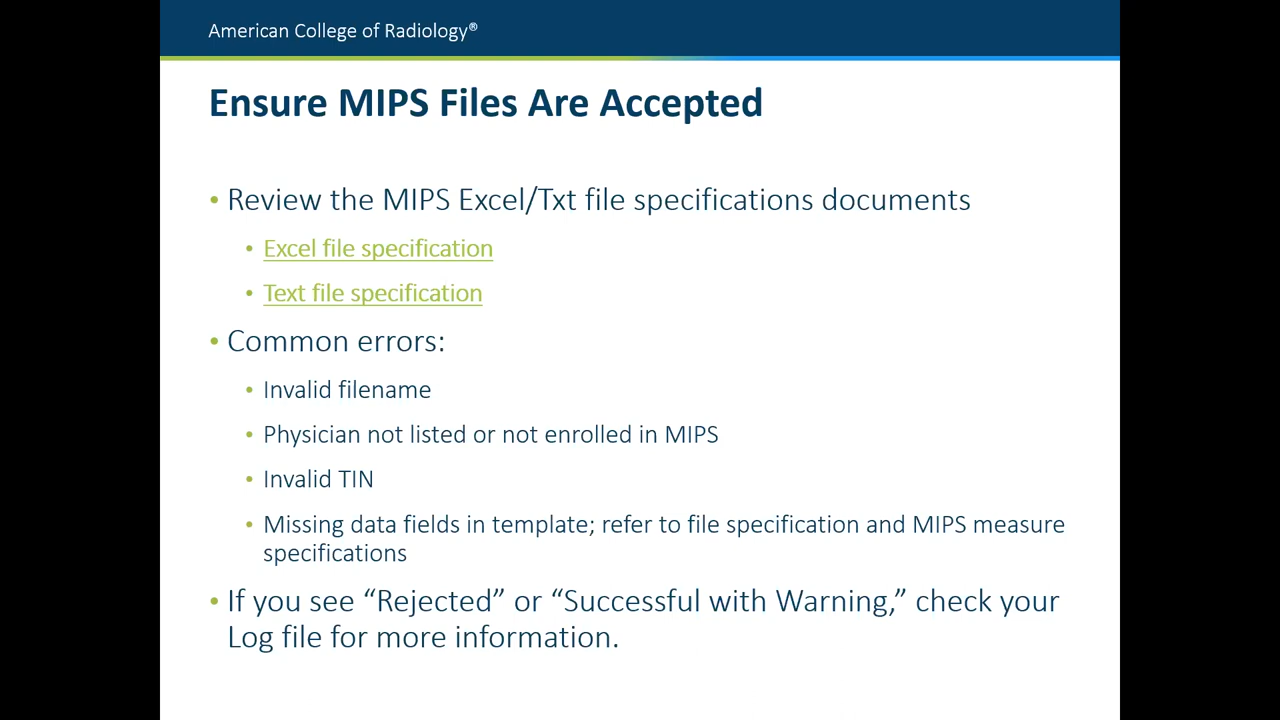 American College of Radiology®
Ensure MIPS Files Are Accepted
• Review the MIPS Excel/Txt file specifications documents
• Excel file specification
• Text file specification
• Common errors:
• Invalid filename
• Physician not listed or not enrolled in MIPS
• Invalid TIN
• Missing data fields in template; refer to file specification and MIPS measure
specifications
• If you see “Rejected” or “Successful with Warning,” check your
Log file for more information.